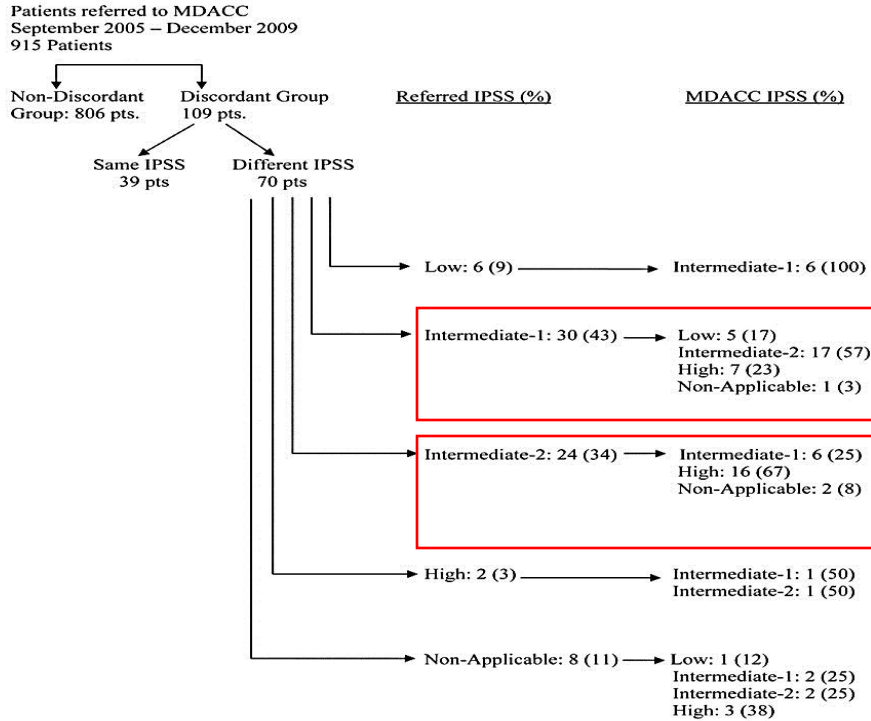 Patients referred to MDACC
September 2005 – December 2009
915 Patients
Non-Discordant
Group: 806 pts.
Discordant Group
109 pts.
Referred IPSS (%)
MDACC IPSS (%)
Same IPSS
39 pts
Different IPSS
70 pts
Low: 6 (9)
Intermediate-1: 6 (100)
Intermediate-1: 30 (43)
Low: 5 (17)
Intermediate-2: 17 (57)
High: 7 (23)
Non-Applicable: 1 (3)
Intermediate-2: 24 (34)
Intermediate-1: 6 (25)
High: 16 (67)
Non-Applicable: 2 (8)
High: 2 (3)
Intermediate-1: 1 (50)
Intermediate-2: 1 (50)
Non-Applicable: 8 (11)
Low: 1 (12)
Intermediate-1: 2 (25)
Intermediate-2: 2 (25)
High: 3 (38)